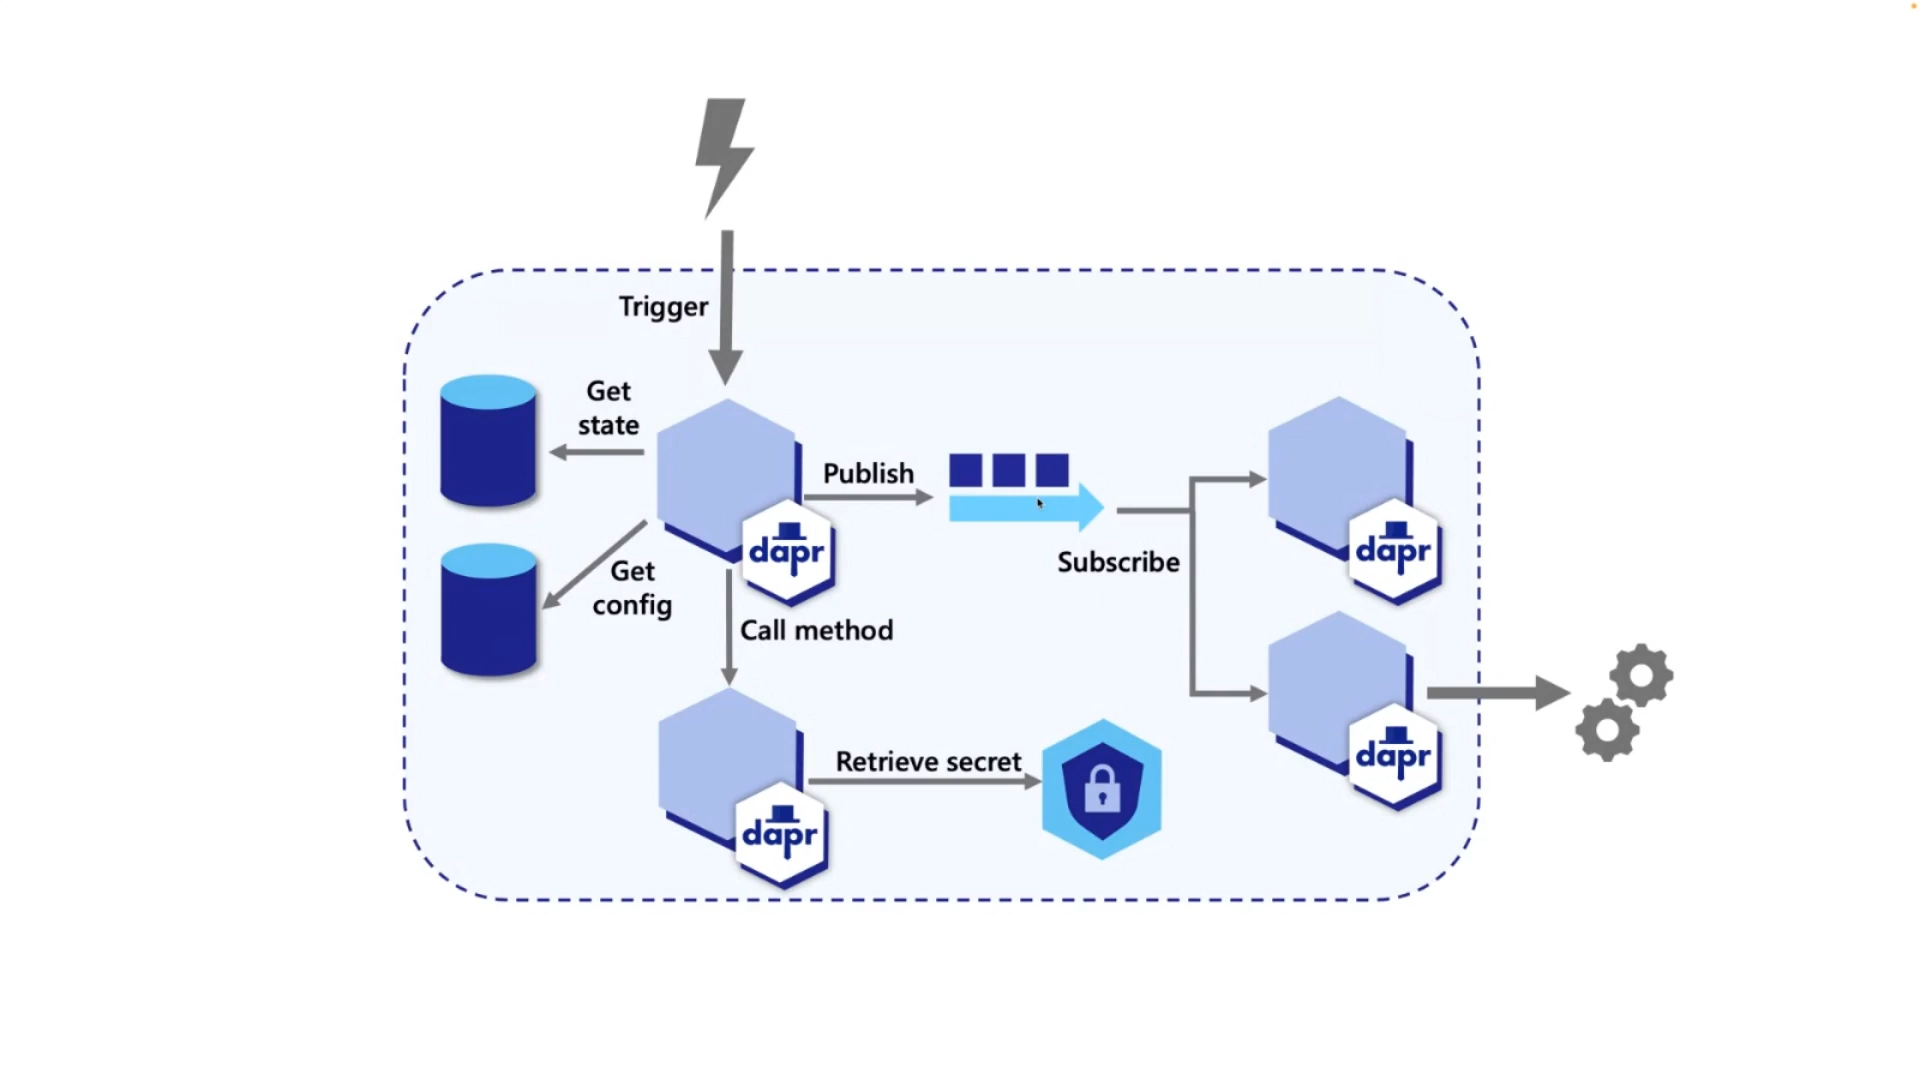 Trigger
Get
state
Publish
dapr
Get
config
Subscribe
dapr
Call method
Retrieve secret
dapr
dapr